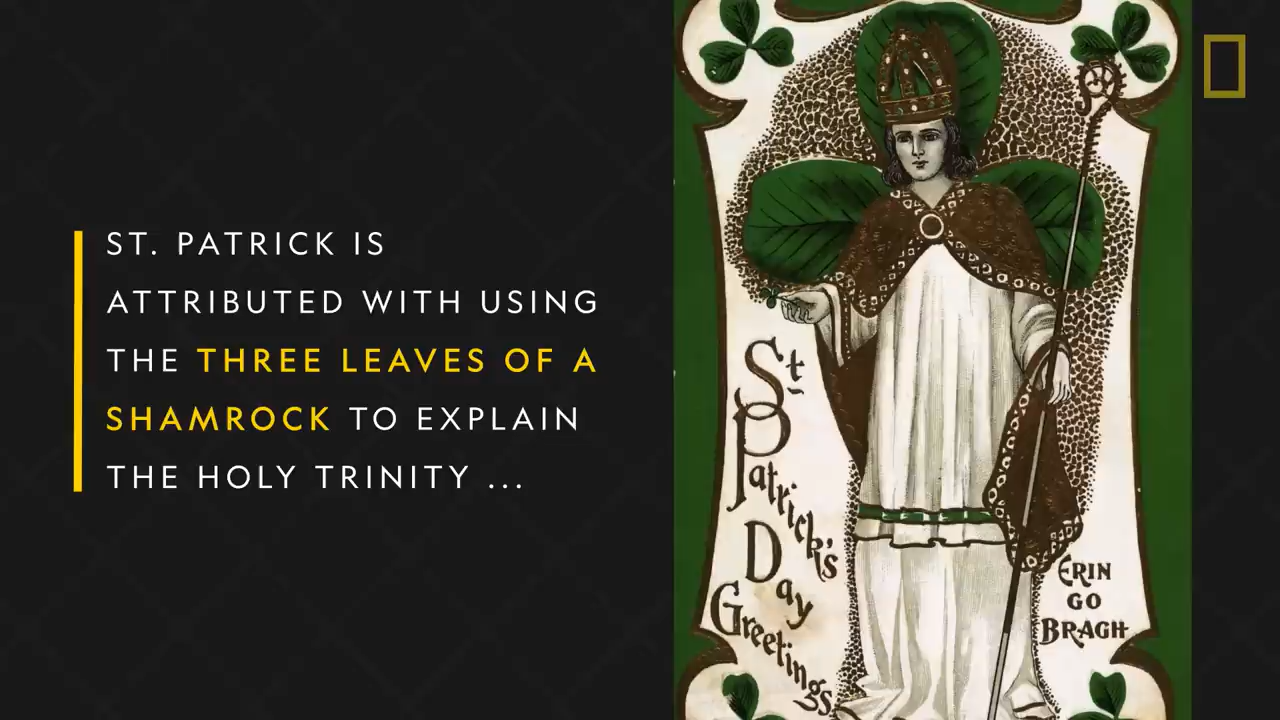 ST. PATRICK IS
ATTRIBUTED WITH USING
THE THREE LEAVES OF A
SHAMROCK TO EXPLAIN
THE HOLY TRINITY ...
St.
Patrick's
Day
Greetings
ERIN
GO
BRAGH